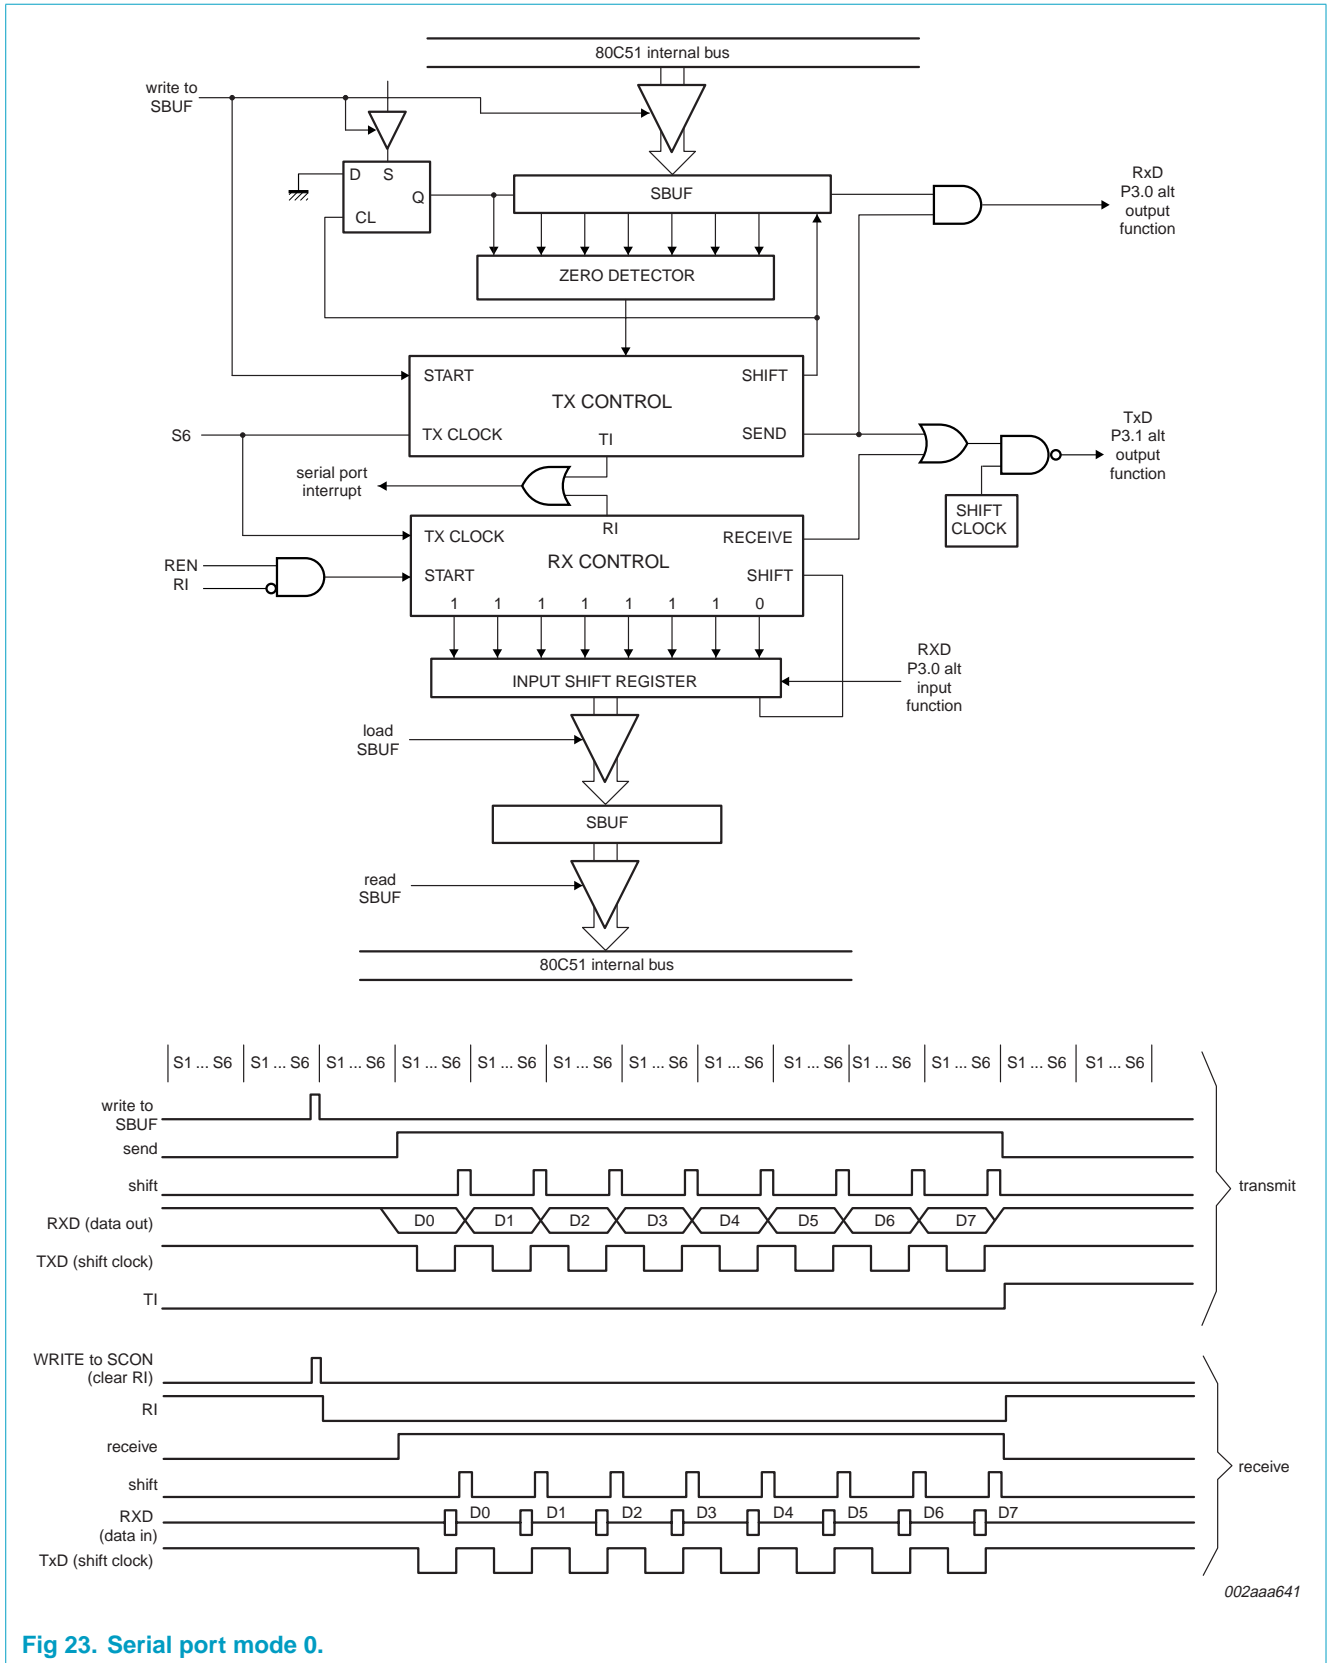 80C51 internal bus
write to
SBUF
D S
Q
CL
SBUF
RxD
P3.0 alt
output
function
ZERO DETECTOR
START
SHIFT
TX CONTROL
S6
TX CLOCK
TI
SEND
TxD
P3.1 alt
output
function
serial port
interrupt
SHIFT
CLOCK
TX CLOCK
RI
RECEIVE
REN
RI
RX CONTROL
START
SHIFT
1 1 1 1 1 1 1 0
INPUT SHIFT REGISTER
RXD
P3.0 alt
input
function
load
SBUF
SBUF
read
SBUF
80C51 internal bus
S1 ... S6 S1 ... S6 S1 ... S6 S1 ... S6 S1 ... S6 S1 ... S6 S1 ... S6 S1 ... S6 S1 ... S6 S1 ... S6 S1 ... S6 S1 ... S6 S1 ... S6
write to
SBUF
send
shift
RXD (data out) D0 D1 D2 D3 D4 D5 D6 D7
TXD (shift clock)
TI
transmit
WRITE to SCON
(clear RI)
RI
receive
shift
RXD
(data in)
D0 D1 D2 D3 D4 D5 D6 D7
TxD (shift clock)
receive
002aaa641
Fig 23. Serial port mode 0.